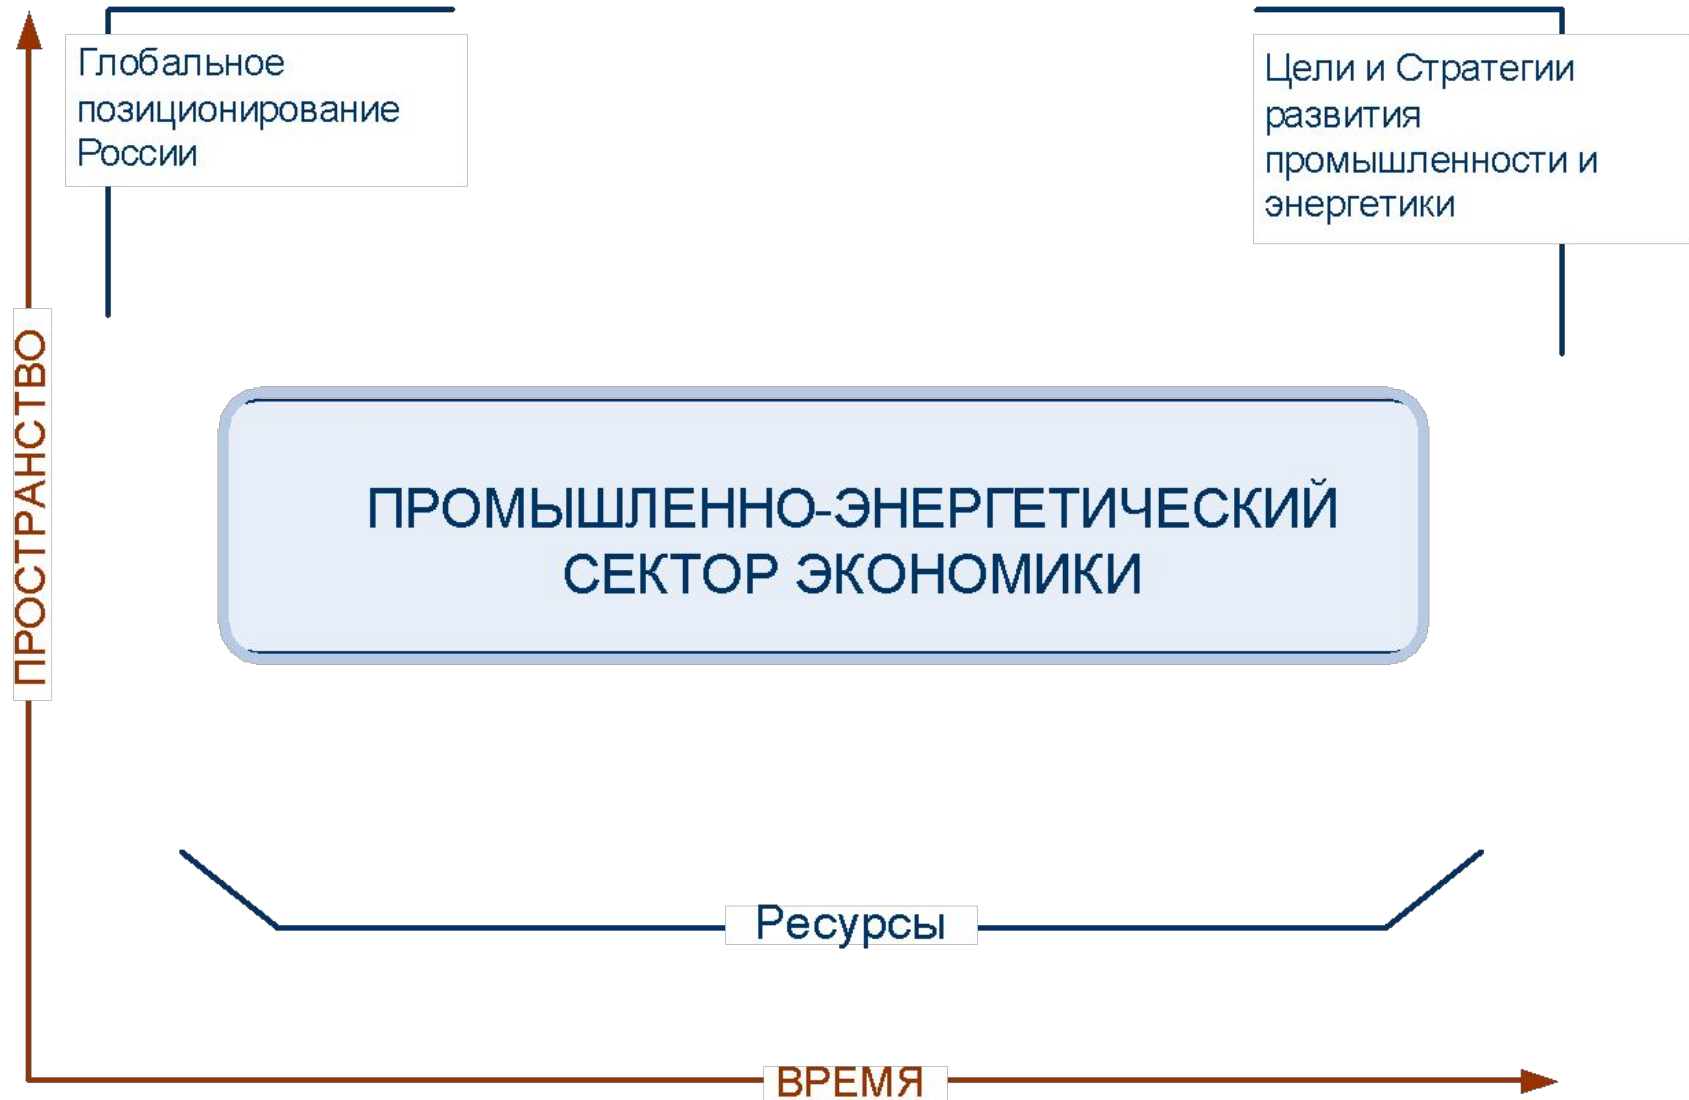 Глобальное
позиционирование
России
Цели и Стратегии
развития
промышленности и
энергетики
ПРОСТРАНСТВО
ПРОМЫШЛЕННО-ЭНЕРГЕТИЧЕСКИЙ
СЕКТОР ЭКОНОМИКИ
Ресурсы
ВРЕМЯ